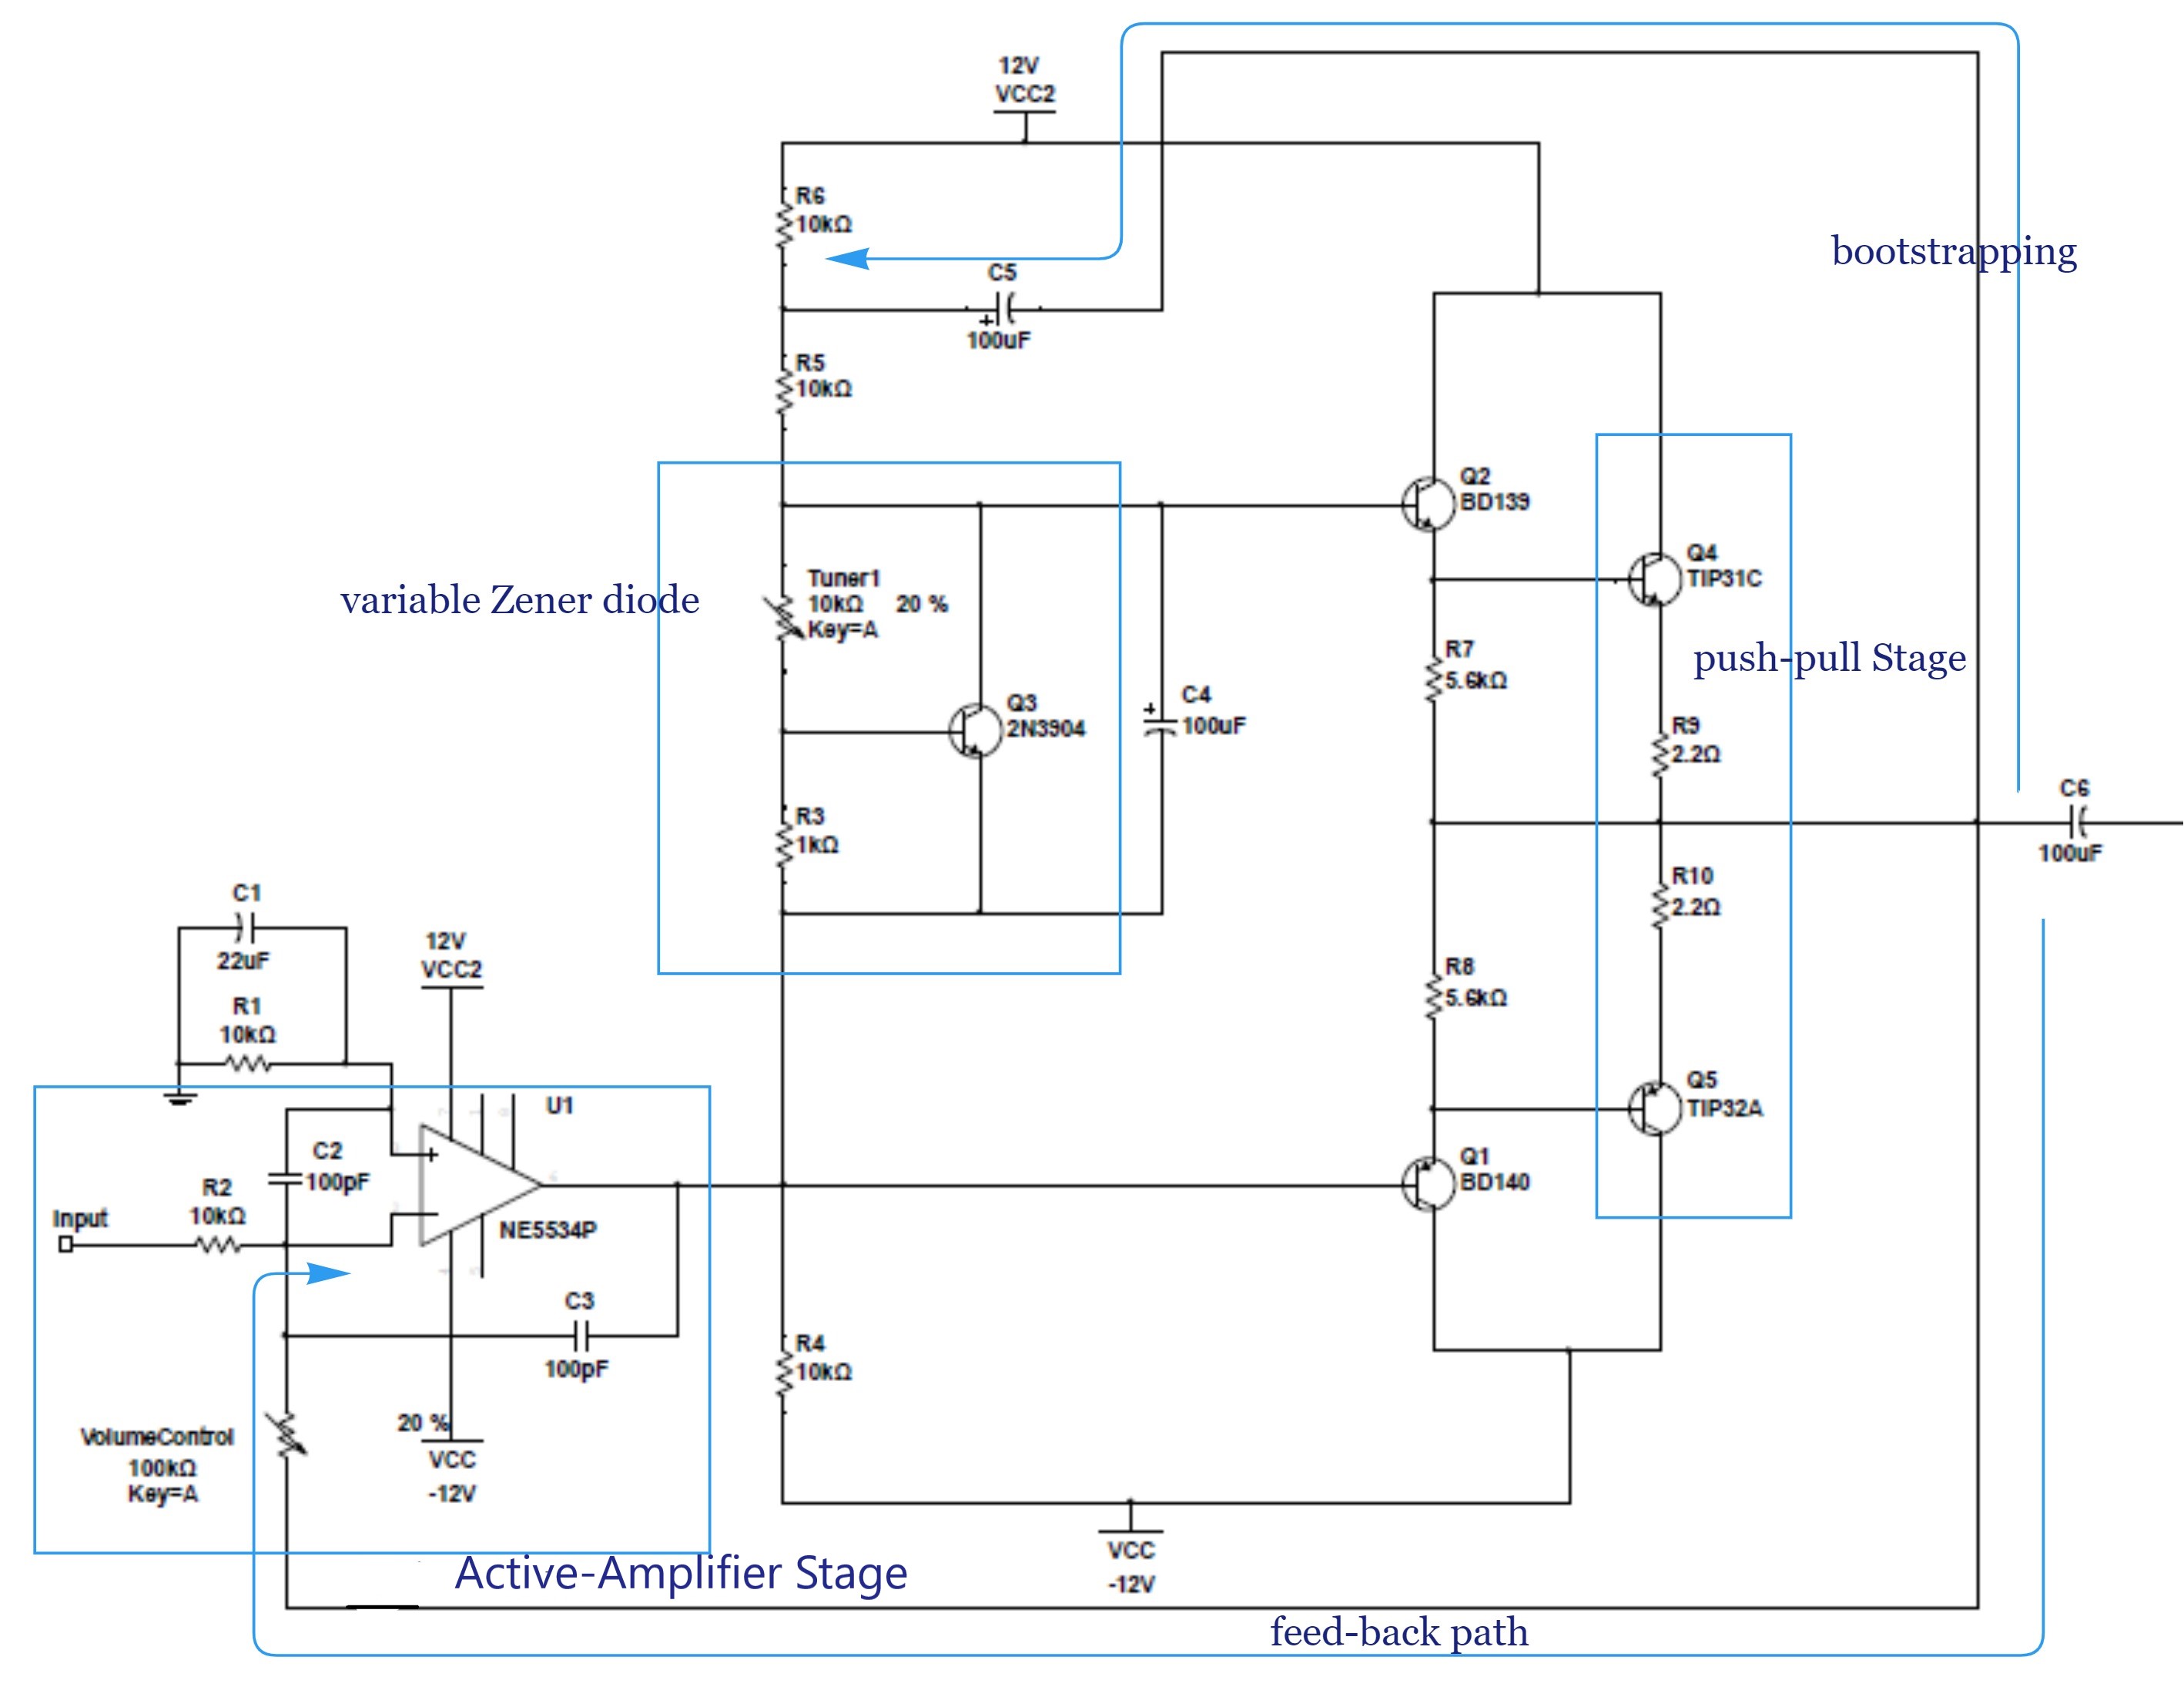 12V
VCC2
R6
10kΩ
bootstrapping
C5
+
100uF
R5
10kΩ
Q2
BD139
Q4
TIP31C
variable Zener diode
Tuner1
10kΩ 20 %
Key=A
R7
5.6kΩ
push-pull Stage
Q3
2N3904
+
C4
100uF
R9
2.2Ω
R3
1kΩ
C6
100uF
C1
22uF
R10
2.2Ω
12V
VCC2
R8
5.6kΩ
R1
10kΩ
U1
Q5
TIP32A
C2
100pF
+
R2
10kΩ
Input
NE5534P
Q1
BD140
C3
100pF
R4
10kΩ
VolumeControl
100kΩ
Key=A
20 %
VCC
-12V
VCC
-12V
Active-Amplifier Stage
feed-back path